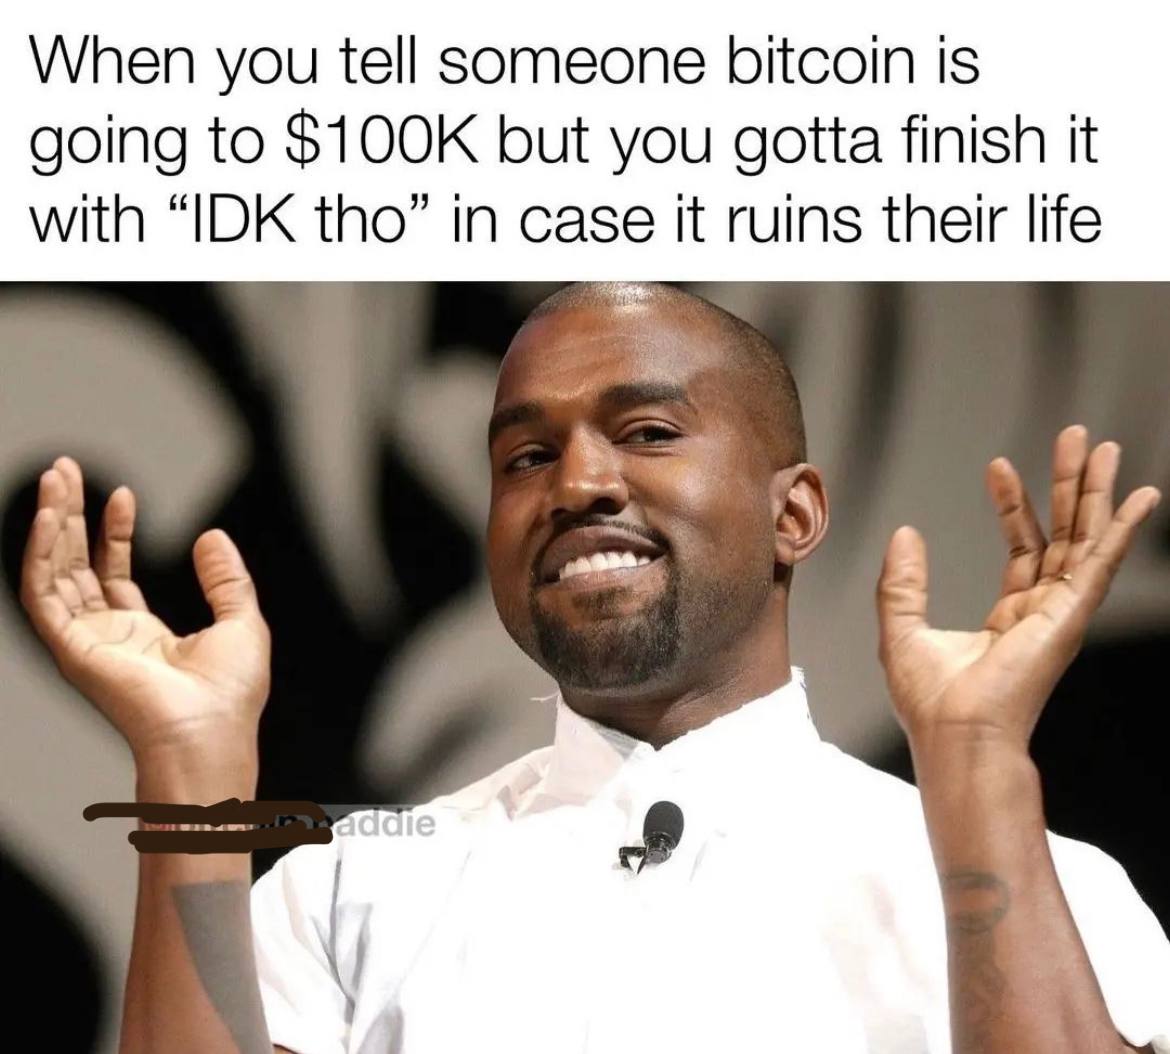 When you tell someone bitcoin is
going to $100K but you gotta finish it
with “IDK tho” in case it ruins their life